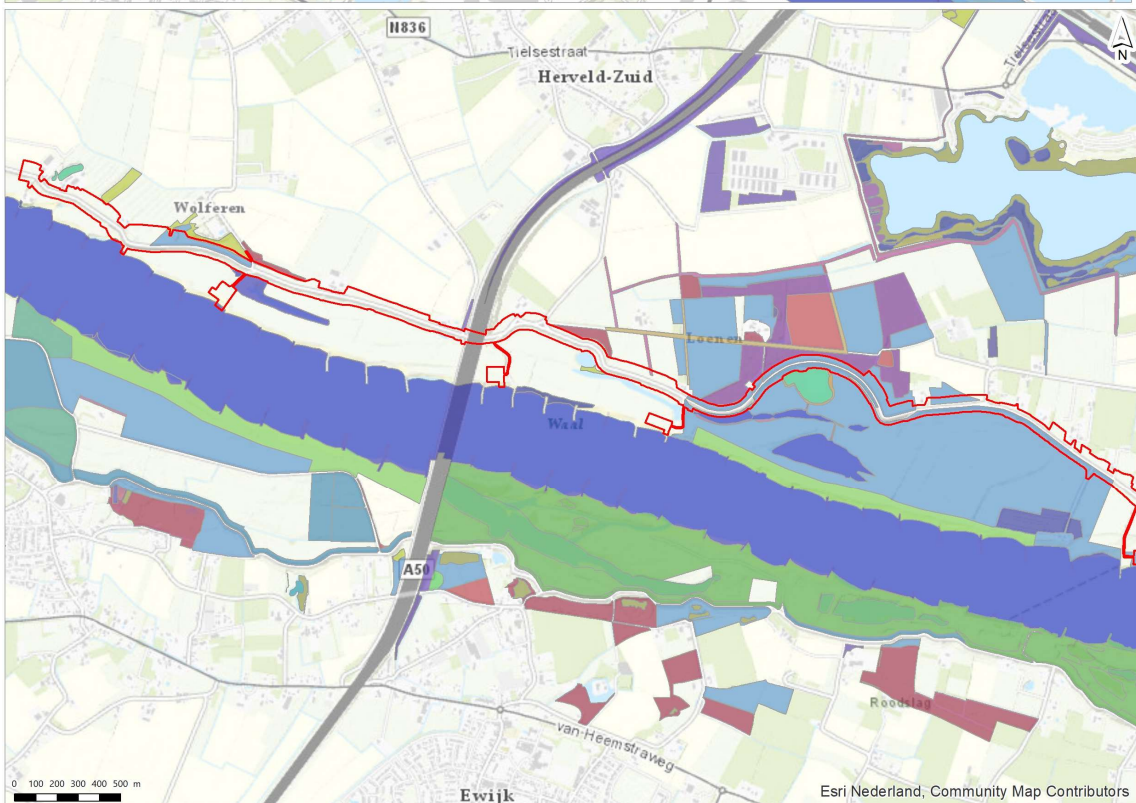 N836
Tielsestraat
Tielsestraat
N
Herveld-Zuid
Wolferen
Loenen
Waal
A50
Roodslag
van-Heemstraweg
0 100 200 300 400 500 m
Ewijk
Esri Nederland, Community Map Contributors